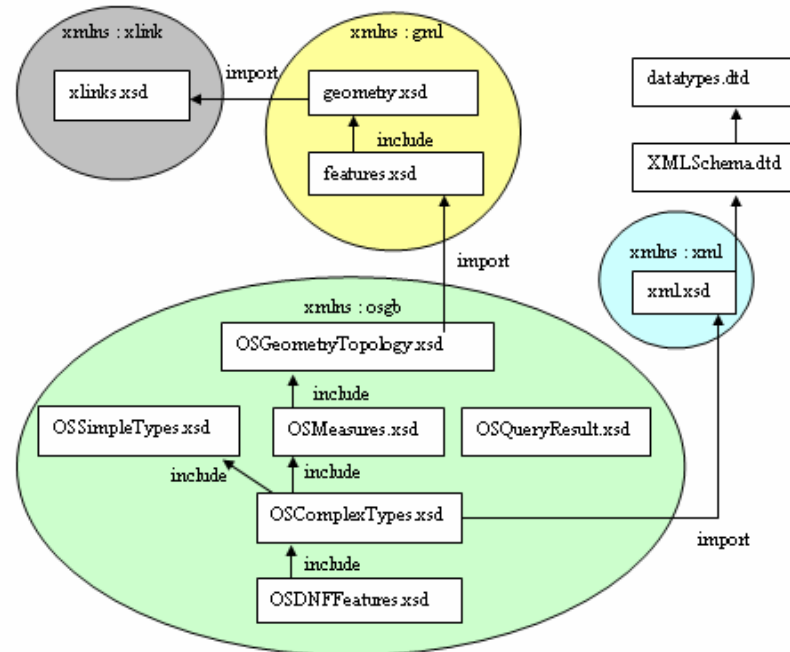 xmlns : xlink
xmlns : gml
import
xlinks.xsd
geometry.xsd
datatypes.dtd
include
features.xsd
XMLSchema.dtd
import
xmlns : xml
xml.xsd
xmlns : osgb
OSGeometryTopology.xsd
include
OSSimpleTypes.xsd
OSMeasures.xsd
OSQueryResult.xsd
include
include
OSComplexTypes.xsd
import
include
OSDNFFeatures.xsd